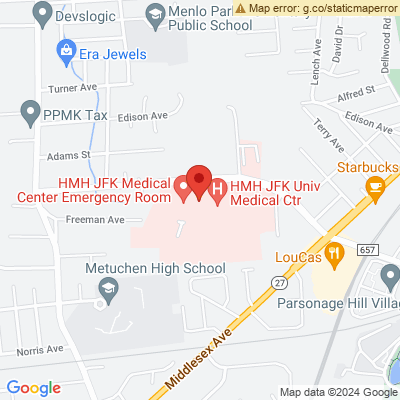 Map error: g.co/staticmaperror
Devslogic
Menlo Par
Public School
Era Jewels
Lench Ave
David Dr
Dellwood Rd
Turner Ave
Alfred St
Edison Ave
Edison Ave
PPMK Tax
Terry Ave
Adams St
Starbucks
HMH JFK Medical
Center Emergency Room
H
HMH JFK Univ
Medical Ctr
Freeman Ave
657
LouCas
Metuchen High School
27
Parsonage Hill Villag
Middlesex Ave
Norris Ave
Google
Map data ©2024 Google